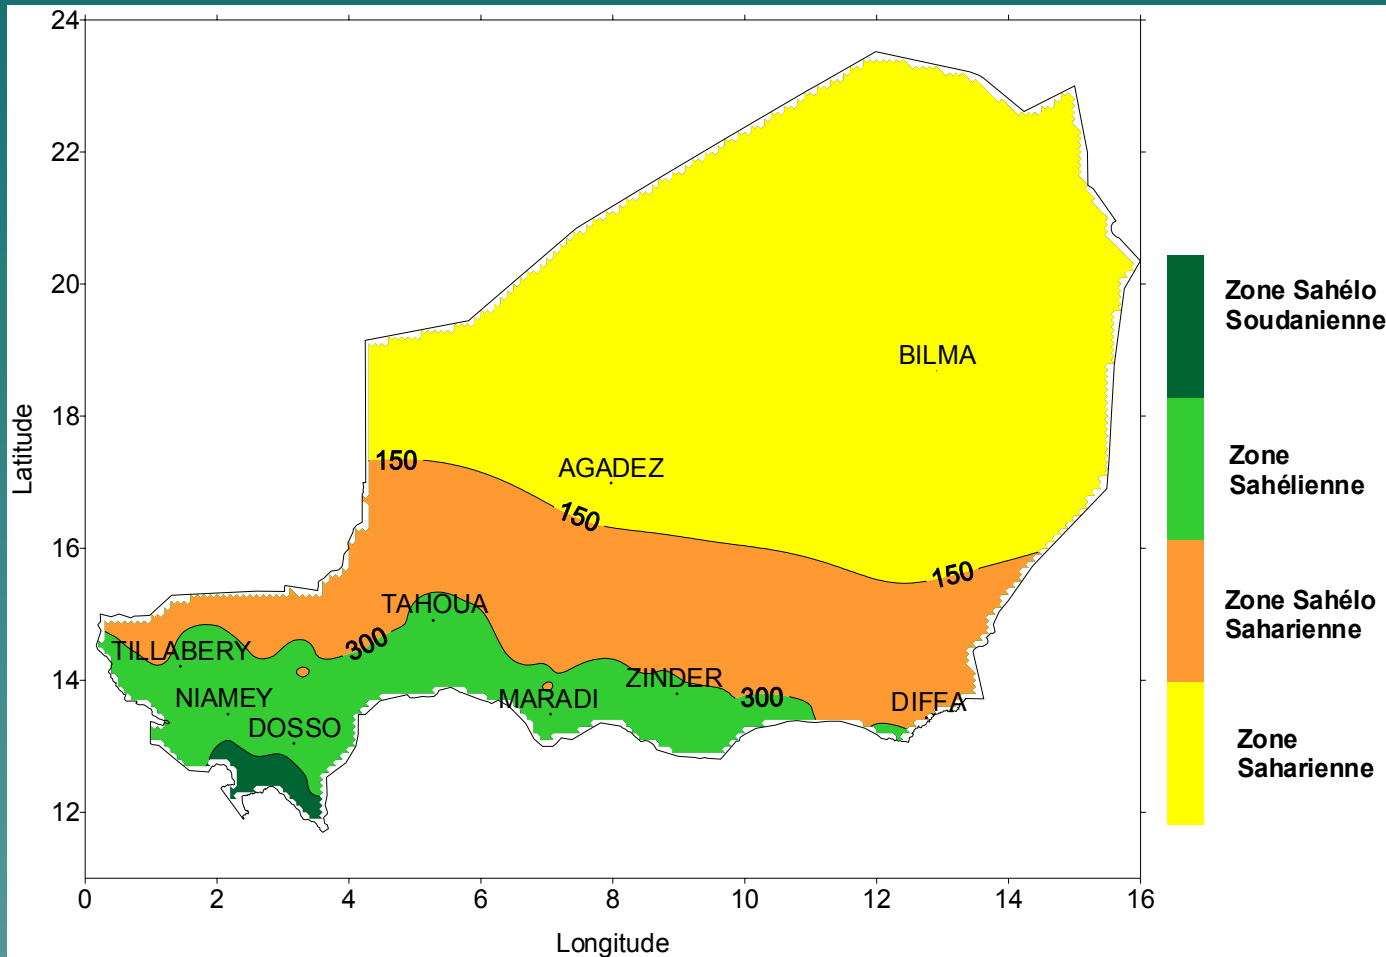 24
22
20
18
16
14
12
Latitude
BILMA
AGADEZ
150
150
150
TAHOUA
300
TILLABERY
ZINDER
NIAMEY
MARADI
300
DIFFA
DOSSO
0
2
4
6
8
10
12
14
16
Longitude
Zone Sahélo
Soudanienne
Zone
Sahélienne
Zone Sahélo
Saharienne
Zone
Saharienne